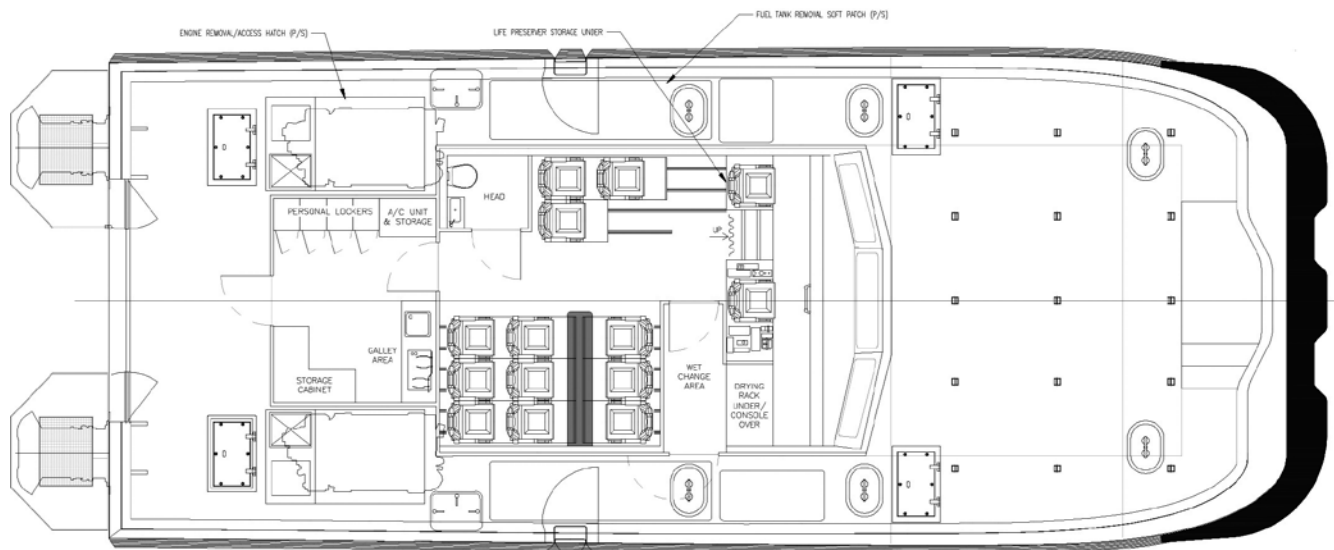 FUEL TANK REMOVAL SOFT PATCH (P/S)
ENGINE REMOVAL/ACCESS HATCH (P/S)
LIFE PRESERVER STORAGE UNDER
HEAD
PERSONAL LOCKERS
A/C UNIT
& STORAGE
UP
GALLEY
AREA
STORAGE
CABINET
WET
CHANGE
AREA
DRYING
RACK
UNDER/
CONSOLE
OVER